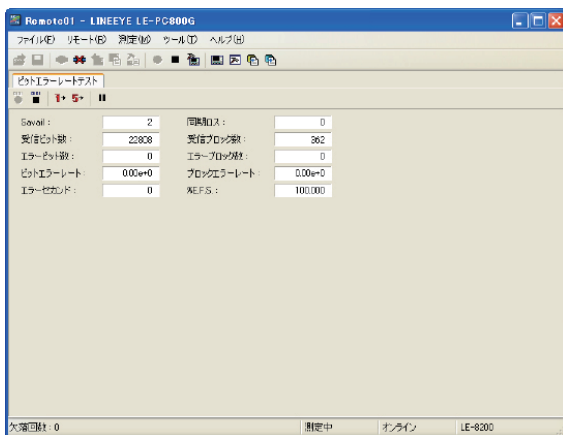 Romoto01 - LINEEYE LE-PC800G
ファイル(F) リモート(R) 測定(M) ツール(T) ヘルプ(H)
ビットエラーレートテスト
1+ 5+
Savail : 2 同期ロス : 0
受信ビット数 : 22808 受信ブロック数 : 362
エラービット数 : 0 エラーブロック数 : 0
ビットエラーレート : 0.00e+0 ブロックエラーレート : 0.00e+0
エラーセカンド : 0 %E.F.S. : 100.000
欠落回数 : 0 測定中 オンライン LE-8200